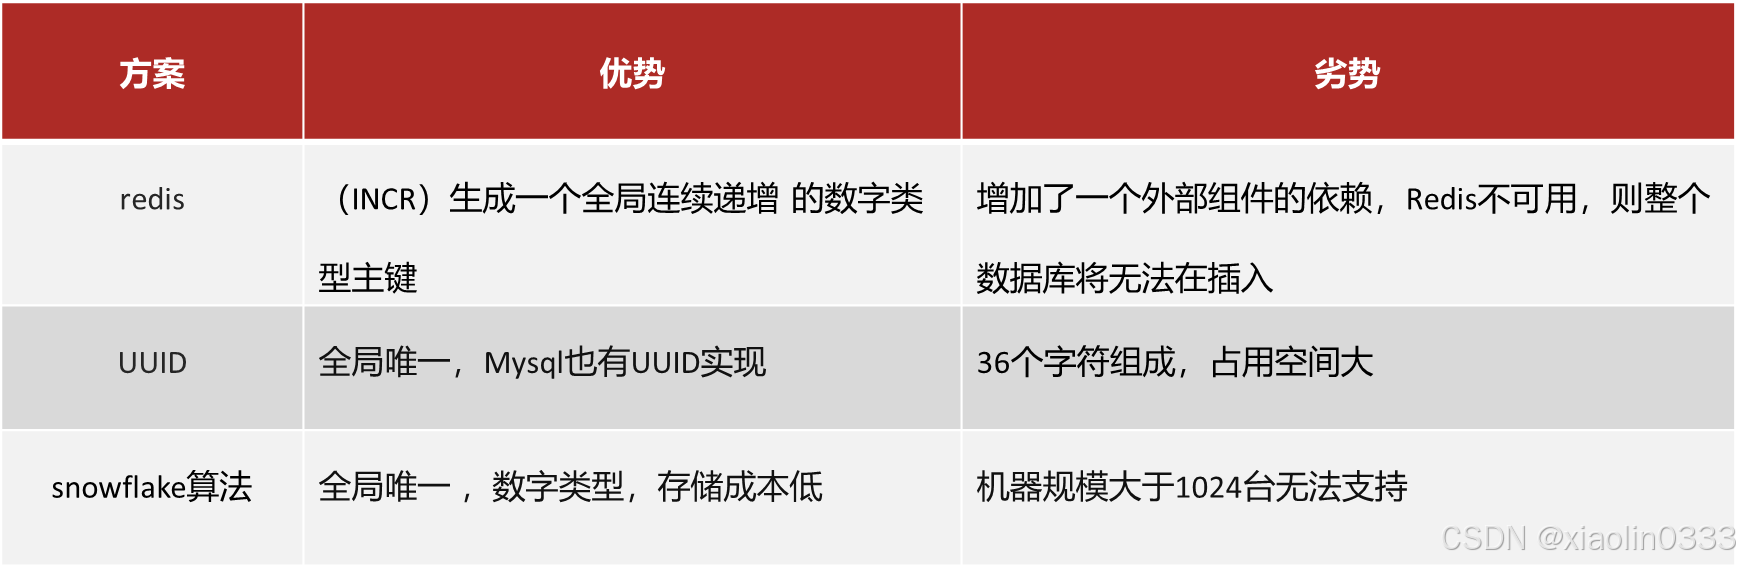 方案 优势 劣势
redis （INCR）生成一个全局连续递增 的数字类 增加了一个外部组件的依赖，Redis不可用，则整个
型主键 数据库将无法在插入
UUID 全局唯一，Mysql也有UUID实现 36个字符组成，占用空间大
snowflake算法 全局唯一 ，数字类型，存储成本低 机器规模大于1024台无法支持
CSDN @xiaolin0333